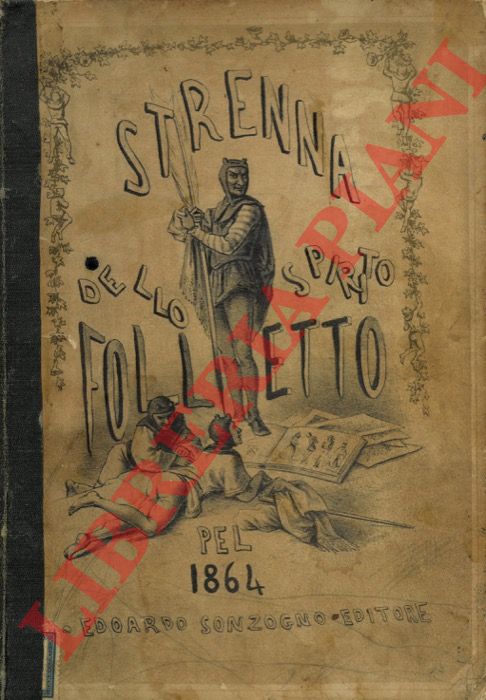 STRENNA
DELLO SPIRITO
FOLLETTO
PEL
1864
EDOARDO SONZOGNO-EDITORE
LIBRERIA PIANI